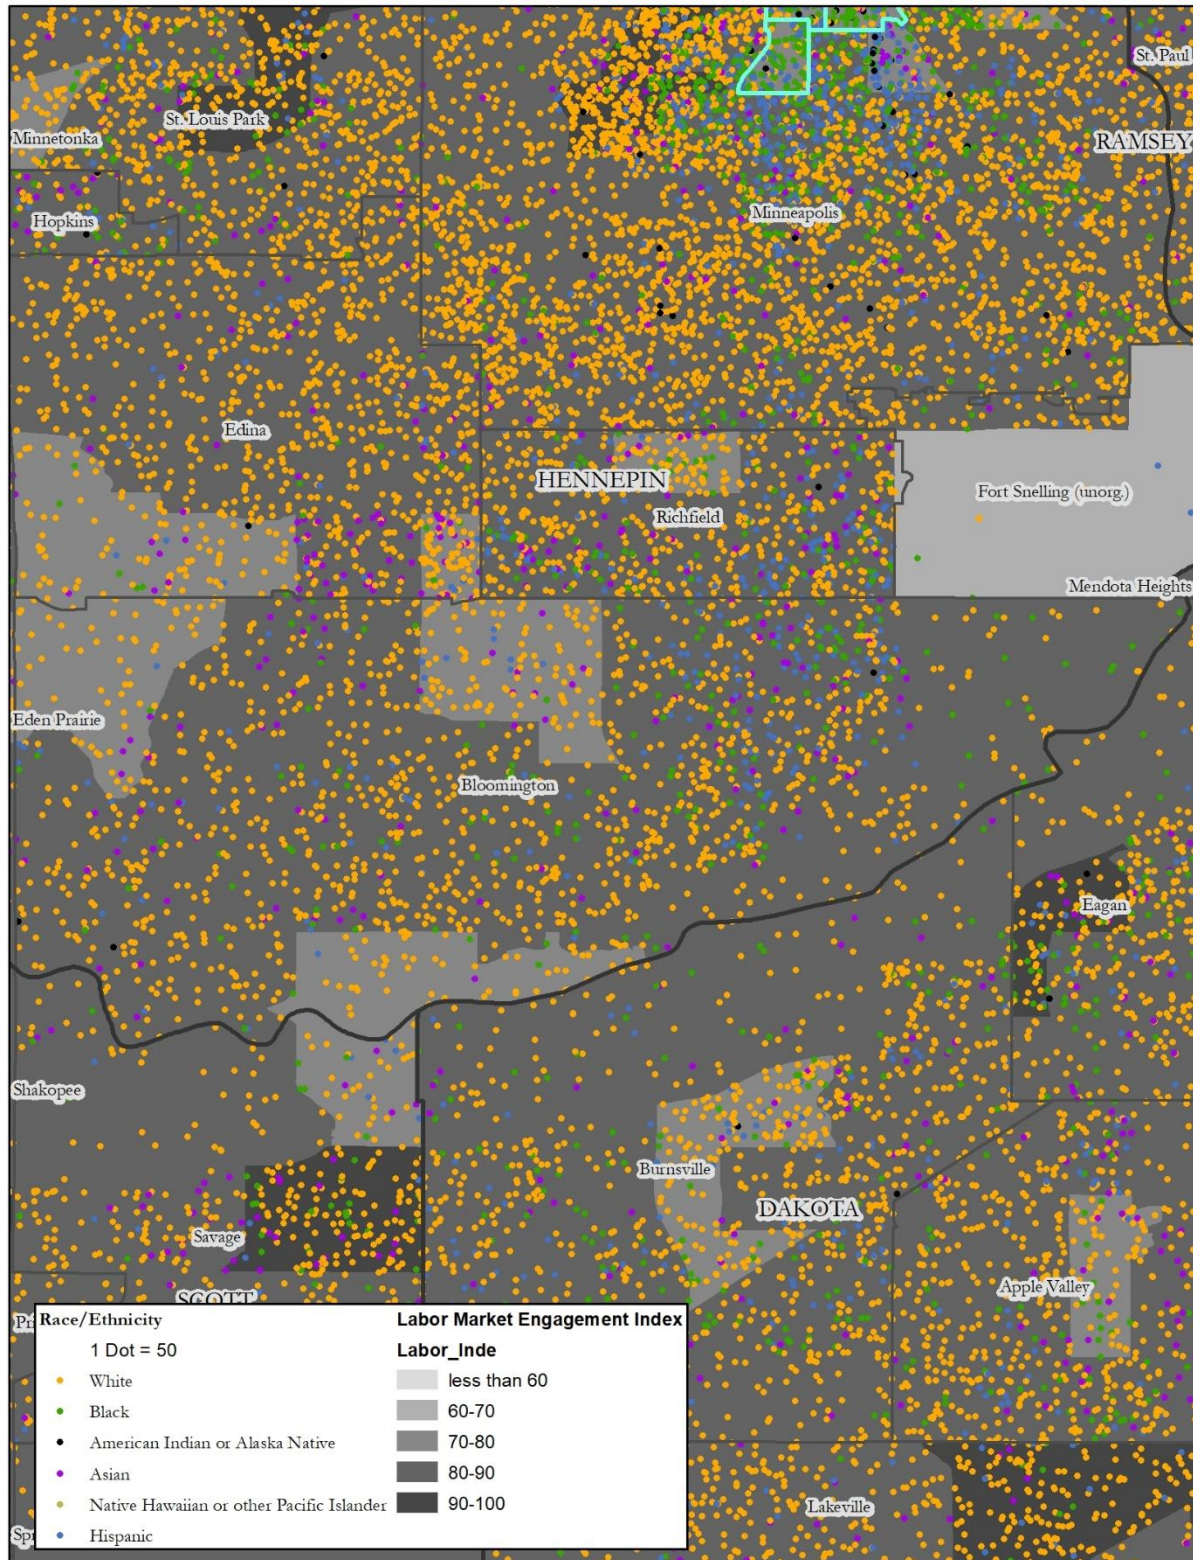 St. Paul
St. Louis Park
Minnetonka
RAMSEY
Hopkins
Minneapolis
Edina
HENNEPIN
Fort Snelling (unorg.)
Richfield
Mendota Heights
Eden Prairie
Bloomington
Eagan
Shakopee
Burnsville
DAKOTA
Savage
Apple Valley
SCOTT
Race/Ethnicity
1 Dot = 50
White
Black
American Indian or Alaska Native
Asian
Native Hawaiian or other Pacific Islander
Hispanic
Labor Market Engagement Index
Labor_Inde
less than 60
60-70
70-80
80-90
90-100
Lakeville